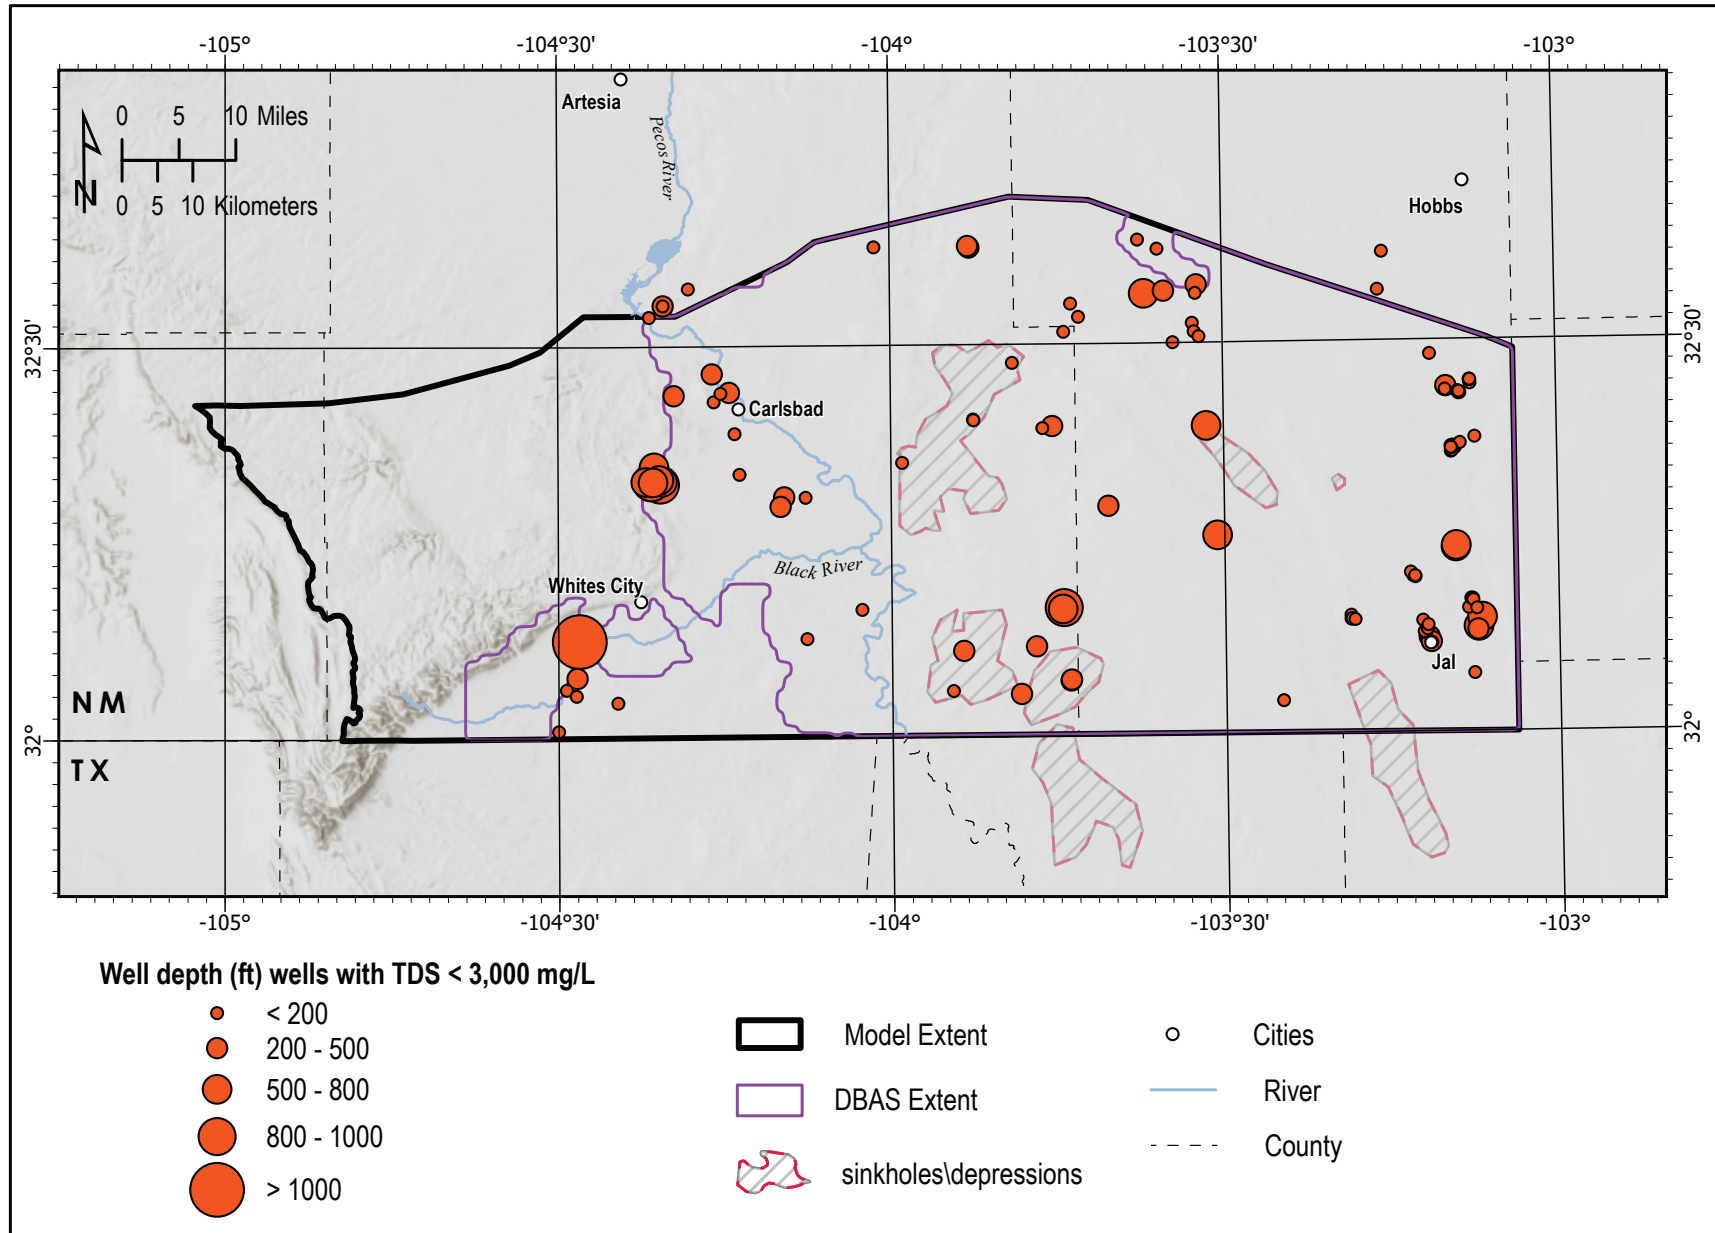 -105° -104°30' -104° -103°30' -103°
Artesia
0 5 10 Miles
Pecos River
N
0 5 10 Kilometers
Hobbs
32°30' 32°30'
Carlsbad
Black River
Whites City
Jal
NM
32° 32°
TX
-105° -104°30' -104° -103°30' -103°
Well depth (ft) wells with TDS < 3,000 mg/L
< 200
200 - 500
500 - 800
800 - 1000
> 1000
Model Extent
DBAS Extent
sinkholes\depressions
Cities
River
County